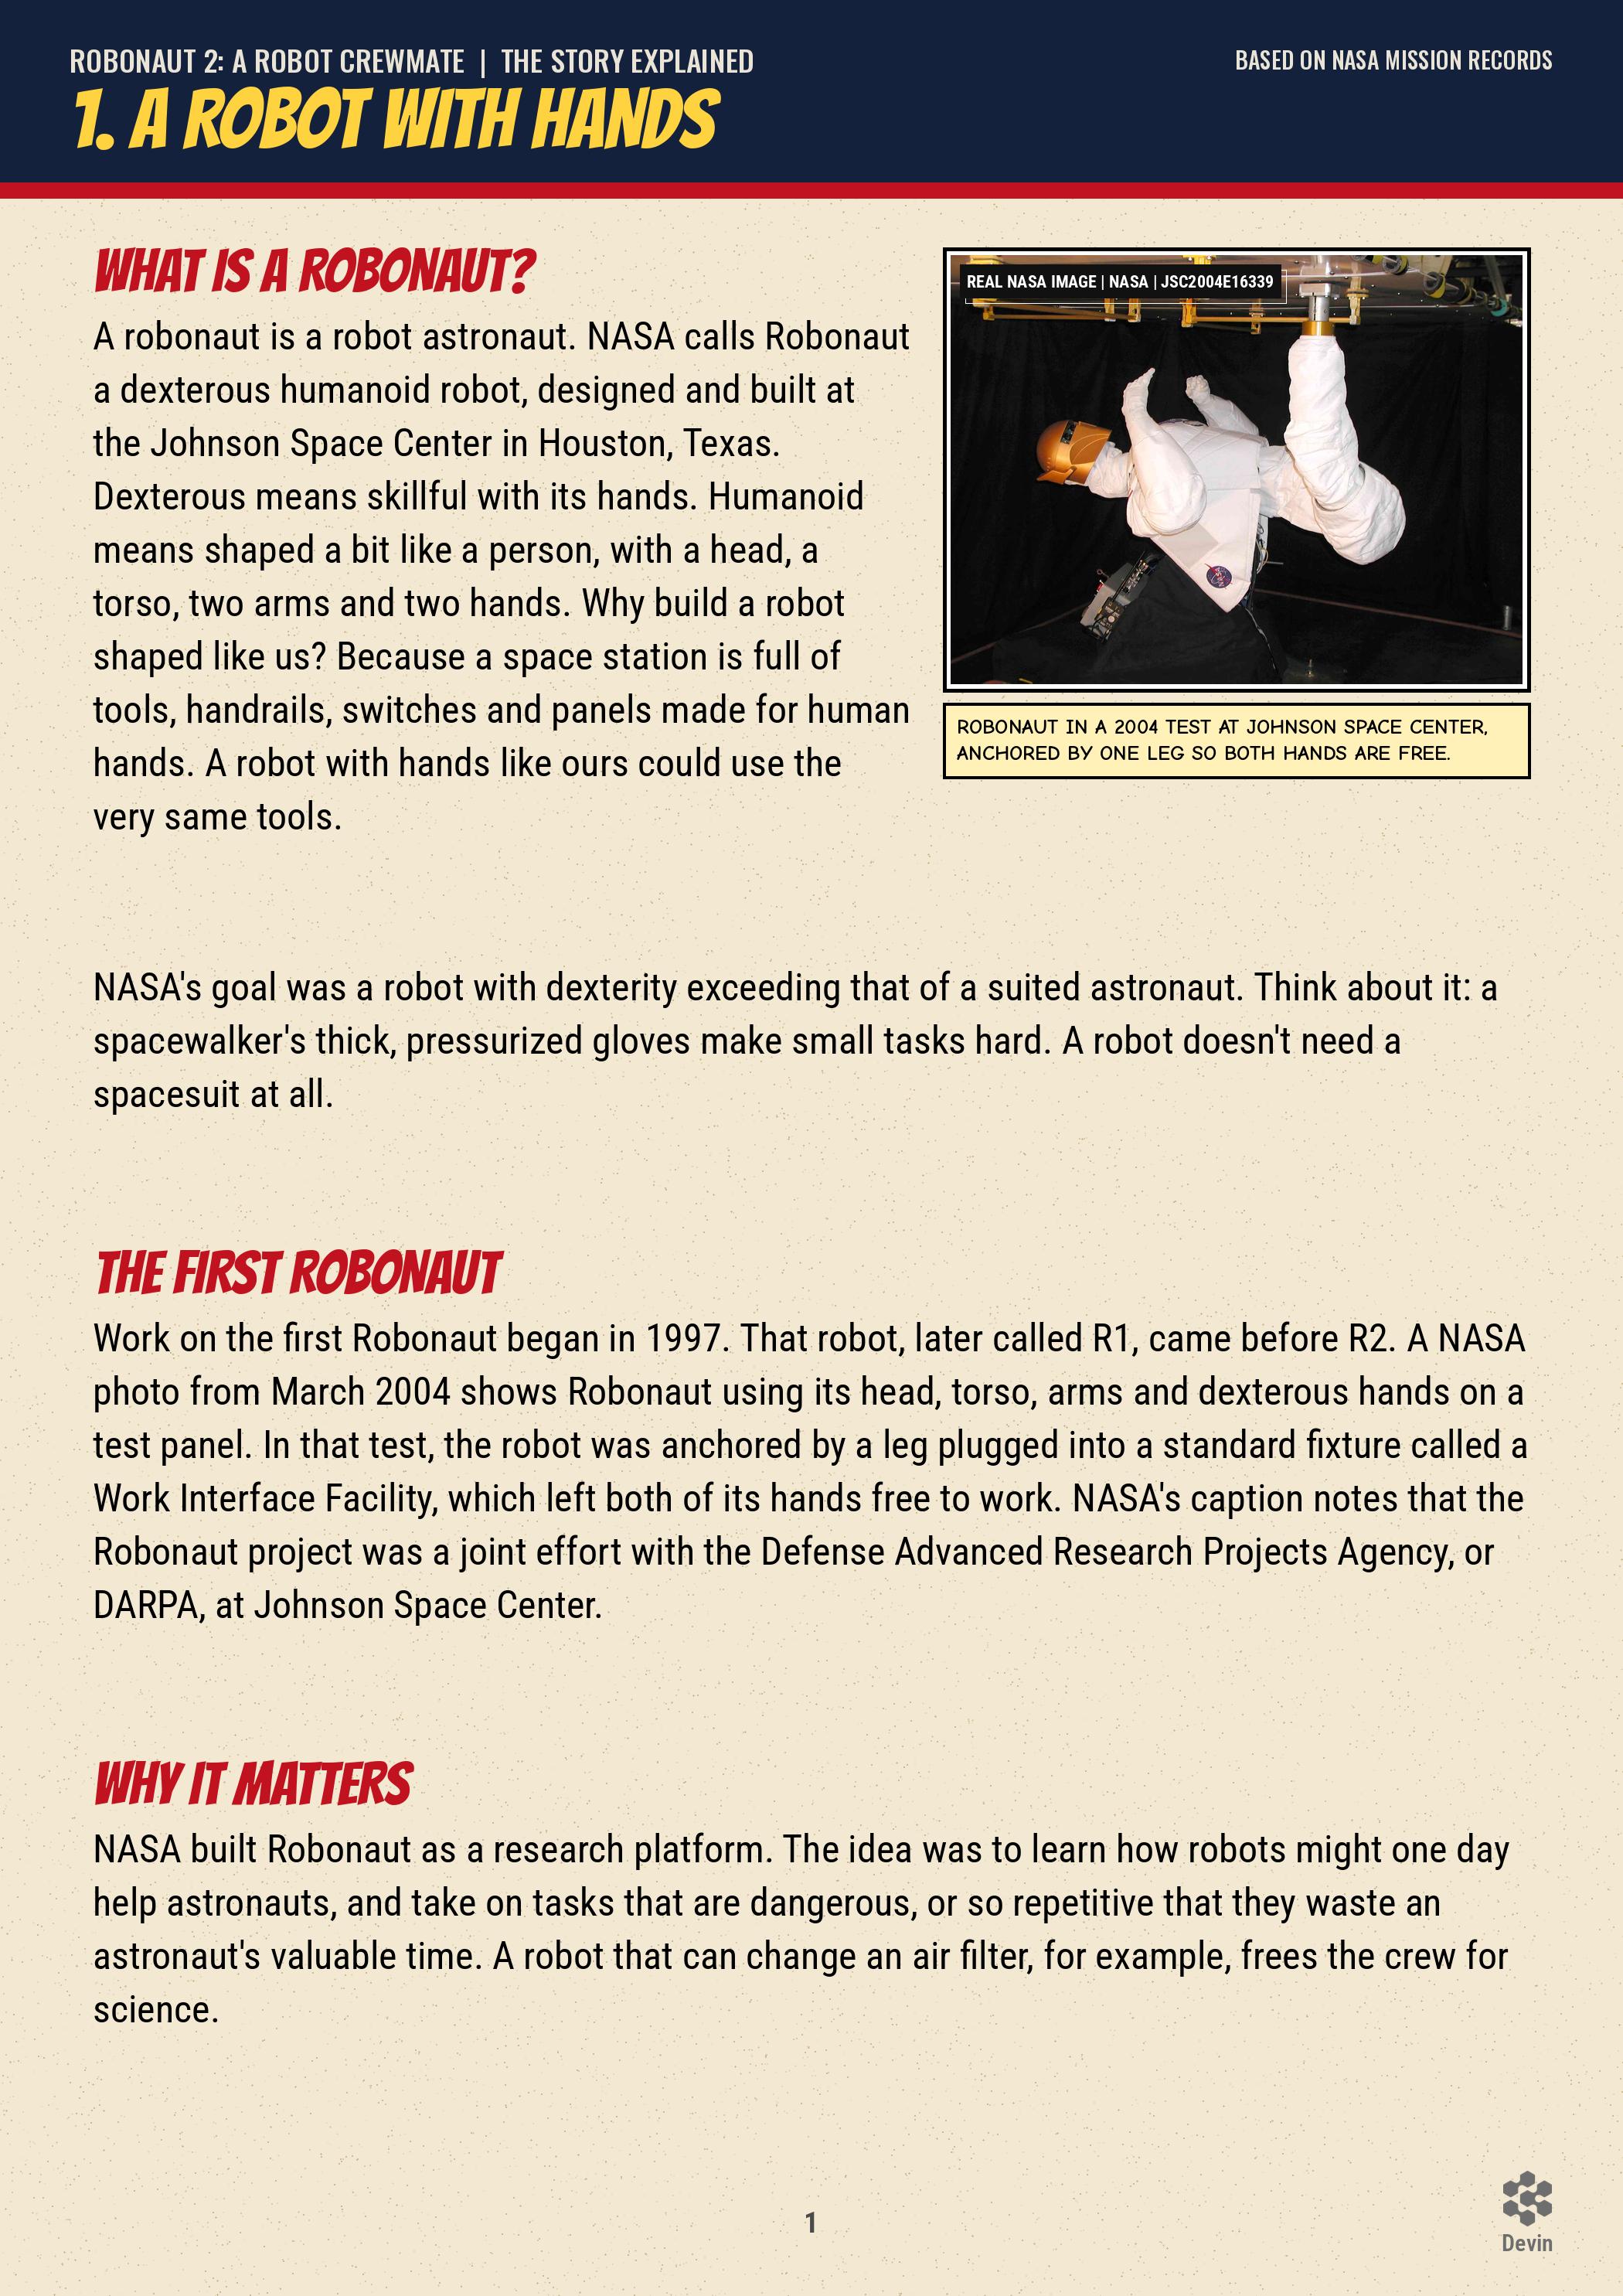 ROBONAUT 2: A ROBOT CREWMATE | THE STORY EXPLAINED
BASED ON NASA MISSION RECORDS
1. A ROBOT WITH HANDS
WHAT IS A ROBONAUT?
A robonaut is a robot astronaut. NASA calls Robonaut
a dexterous humanoid robot, designed and built at
the Johnson Space Center in Houston, Texas.
Dexterous means skillful with its hands. Humanoid
means shaped a bit like a person, with a head, a
torso, two arms and two hands. Why build a robot
shaped like us? Because a space station is full of
tools, handrails, switches and panels made for human
hands. A robot with hands like ours could use the
very same tools.
REAL NASA IMAGE | NASA | JSC2004E16339
ROBONAUT IN A 2004 TEST AT JOHNSON SPACE CENTER,
ANCHORED BY ONE LEG SO BOTH HANDS ARE FREE.
NASA's goal was a robot with dexterity exceeding that of a suited astronaut. Think about it: a
spacewalker's thick, pressurized gloves make small tasks hard. A robot doesn't need a
spacesuit at all.
THE FIRST ROBONAUT
Work on the first Robonaut began in 1997. That robot, later called R1, came before R2. A NASA
photo from March 2004 shows Robonaut using its head, torso, arms and dexterous hands on a
test panel. In that test, the robot was anchored by a leg plugged into a standard fixture called a
Work Interface Facility, which left both of its hands free to work. NASA's caption notes that the
Robonaut project was a joint effort with the Defense Advanced Research Projects Agency, or
DARPA, at Johnson Space Center.
WHY IT MATTERS
NASA built Robonaut as a research platform. The idea was to learn how robots might one day
help astronauts, and take on tasks that are dangerous, or so repetitive that they waste an
astronaut's valuable time. A robot that can change an air filter, for example, frees the crew for
science.
1
Devin